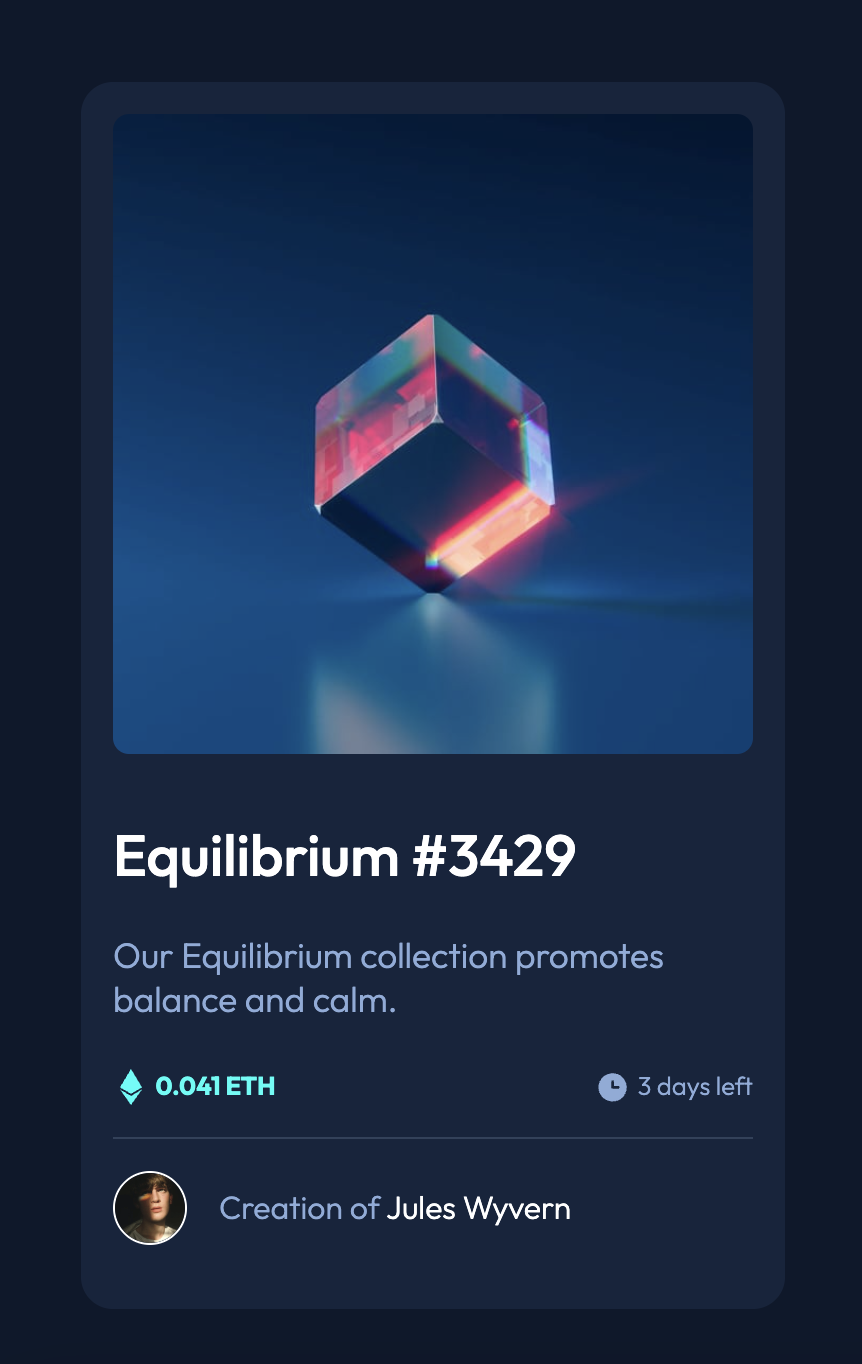 Equilibrium #3429
Our Equilibrium collection promotes
balance and calm.
0.041 ETH
3 days left
Creation of Jules Wyvern